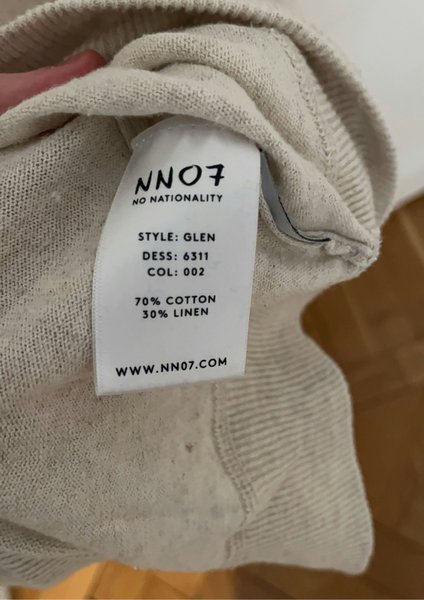 NN07
NO NATIONALITY
STYLE: GLEN
DESS: 6311
COL: 002
70% COTTON
30% LINEN
WWW.NN07.COM